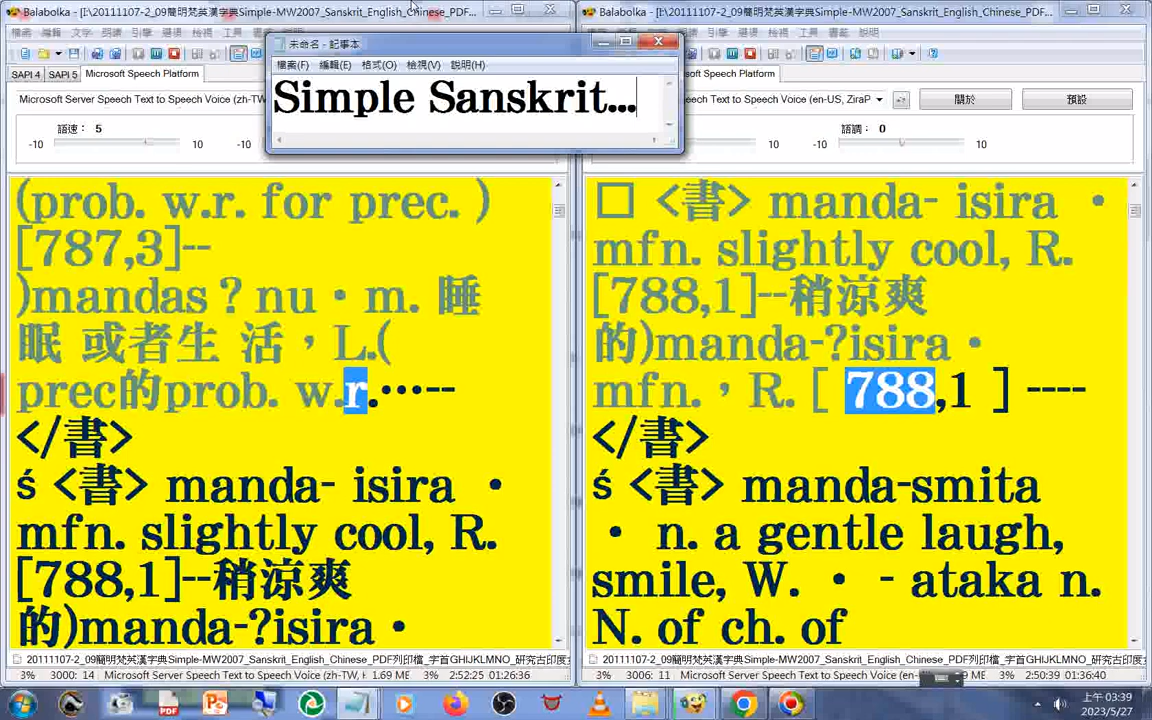 Balabolka - [I:\20111107-2_09簡明梵英漢字典Simple-MW2007_Sanskrit_English_Chinese_PDF...
Balabolka - [I:\20111107-2_09簡明梵英漢字典Simple-MW2007_Sanskrit_English_Chinese_PDF...
未命名 - 記事本
檔案(F) 編輯(E) 格式(O) 檢視(V) 說明(H)
Simple Sanskrit...
SAPI 4 SAPI 5 Microsoft Speech Platform
Speech Platform
Microsoft Server Speech Text to Speech Voice (zh-TW,
eech Text to Speech Voice (en-US, ZiraP
關於 預設
語速： 5
-10 10 -10
語調： 0
10 -10 10
(prob. w.r. for prec. )
[787,3]--
)mandas？nu‧m. 睡
眠 或者生 活，L.(
prec的prob. w.r.…--
</書>
ś <書> manda- isira ‧
mfn. slightly cool, R.
[788,1]--稍涼爽
的)manda-?isira‧
□ <書> manda- isira ‧
mfn. slightly cool, R.
[788,1]--稍涼爽
的)manda-?isira‧
mfn.，R. [ 788,1 ] ----
</書>
ś <書> manda-smita
‧ n. a gentle laugh,
smile, W. ‧ - ataka n.
N. of ch. of
20111107-2_09簡明梵英漢字典Simple-MW2007_Sanskrit_English_Chinese_PDF列印檔_字首GHIJKLMNO_研究古印度
20111107-2_09簡明梵英漢字典Simple-MW2007_Sanskrit_English_Chinese_PDF列印檔_字首GHIJKLMNO_研究古印度
3% 3000: 14 Microsoft Server Speech Text to Speech Voice (zh-TW, 1.69 ME 2:52:25 01:26:36
3% 3006: 11 Microsoft Server Speech Text to Speech Voice (en-US, ME 2:50:39 01:36:40
上午 03:39
2023/5/27